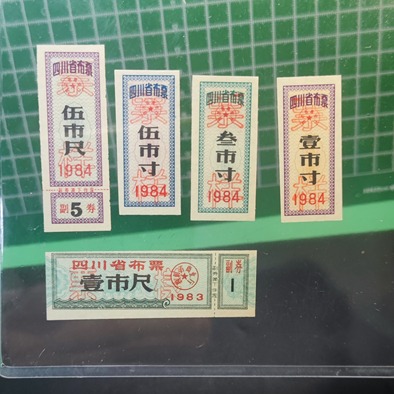 四川省布票
伍市尺
1984
副5券
四川省布票
伍市寸
1984
四川省布票
叁市寸
1984
四川省布票
壹市寸
1984
四川省布票
壹市尺
1983
副券
1